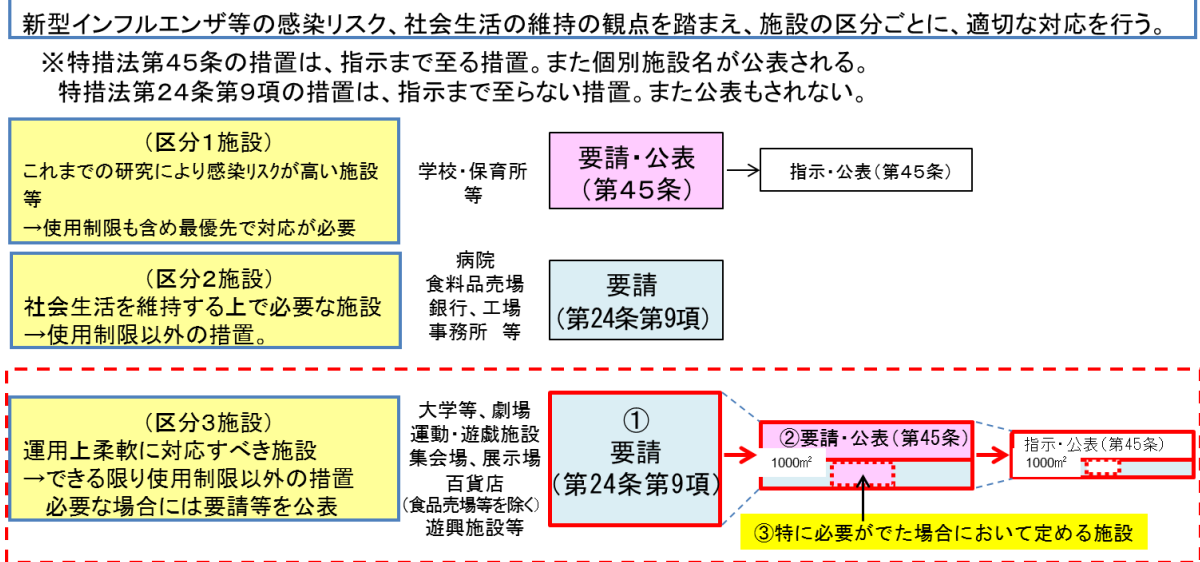 新型インフルエンザ等の感染リスク、社会生活の維持の観点を踏まえ、施設の区分ごとに、適切な対応を行う。
※特措法第45条の措置は、指示まで至る措置。また個別施設名が公表される。
特措法第24条第9項の措置は、指示まで至らない措置。また公表もされない。
（区分1施設）
これまでの研究により感染リスクが高い施設
等
→使用制限も含め最優先で対応が必要
学校・保育所
等
要請・公表
（第45条）
指示・公表（第45条）
（区分2施設）
社会生活を維持する上で必要な施設
→使用制限以外の措置。
病院
食料品売場
銀行、工場
事務所 等
要請
（第24条第9項）
（区分3施設）
運用上柔軟に対応すべき施設
→できる限り使用制限以外の措置
必要な場合には要請等を公表
大学等、劇場
運動・遊戯施設
集会場、展示場
百貨店
（食品売場等を除く）
遊興施設等
①
要請
（第24条第9項）
②要請・公表（第45条）
1000㎡
指示・公表（第45条）
1000㎡
③特に必要がでた場合において定める施設